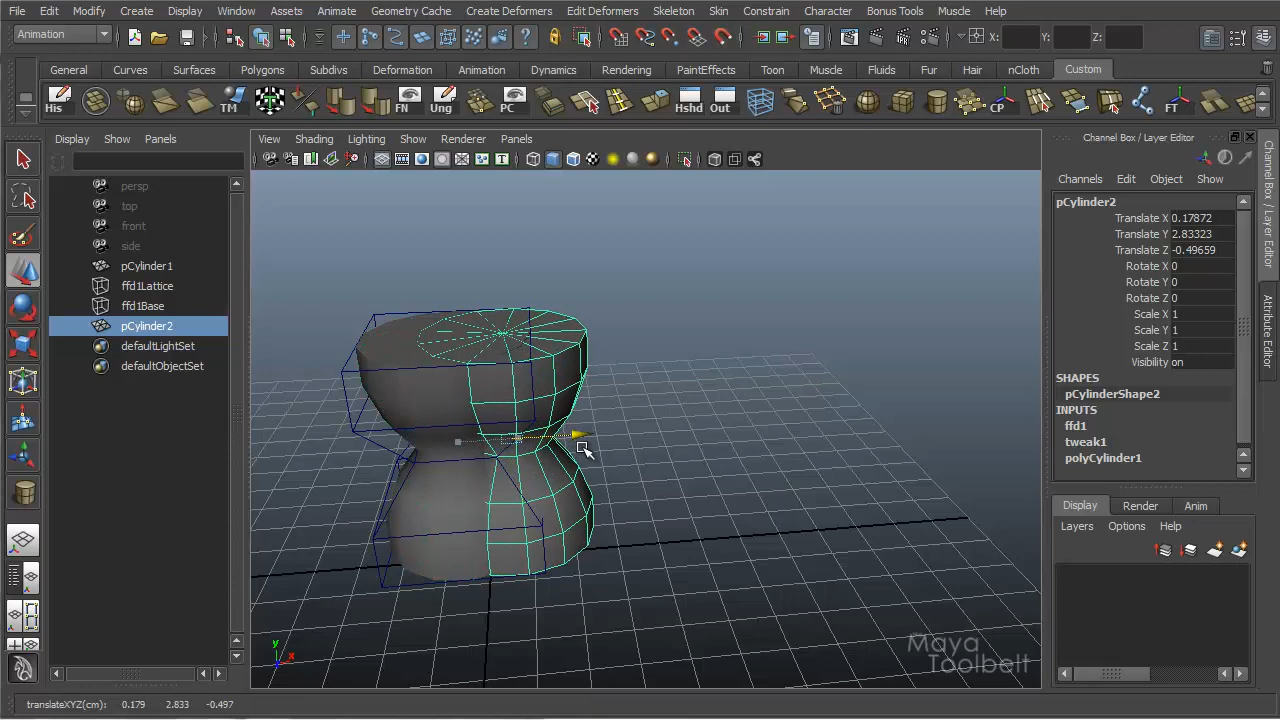 File Edit Modify Create Display Window Assets Animate Geometry Cache Create Deformers Edit Deformers Skeleton Skin Constrain Character Bonus Tools Muscle Help
Animation X: Y: Z:
General Curves Surfaces Polygons Subdivs Deformation Animation Dynamics Rendering PaintEffects Toon Muscle Fluids Fur Hair nCloth Custom
His TM FN Ung PC Hshd Out CP FT
Display Show Panels
View Shading Lighting Show Renderer Panels
Channel Box / Layer Editor
Channels Edit Object Show
persp
top
front
side
pCylinder1
ffd1Lattice
ffd1Base
pCylinder2
defaultLightSet
defaultObjectSet
pCylinder2
Translate X 0.17872
Translate Y 2.83323
Translate Z -0.49659
Rotate X 0
Rotate Y 0
Rotate Z 0
Scale X 1
Scale Y 1
Scale Z 1
Visibility on
SHAPES
pCylinderShape2
INPUTS
ffd1
tweak1
polyCylinder1
Display Render Anim
Layers Options Help
Channel Box / Layer Editor
Attribute Editor
y
x
Maya
Toolbelt
translateXYZ(cm): 0.179 2.833 -0.497